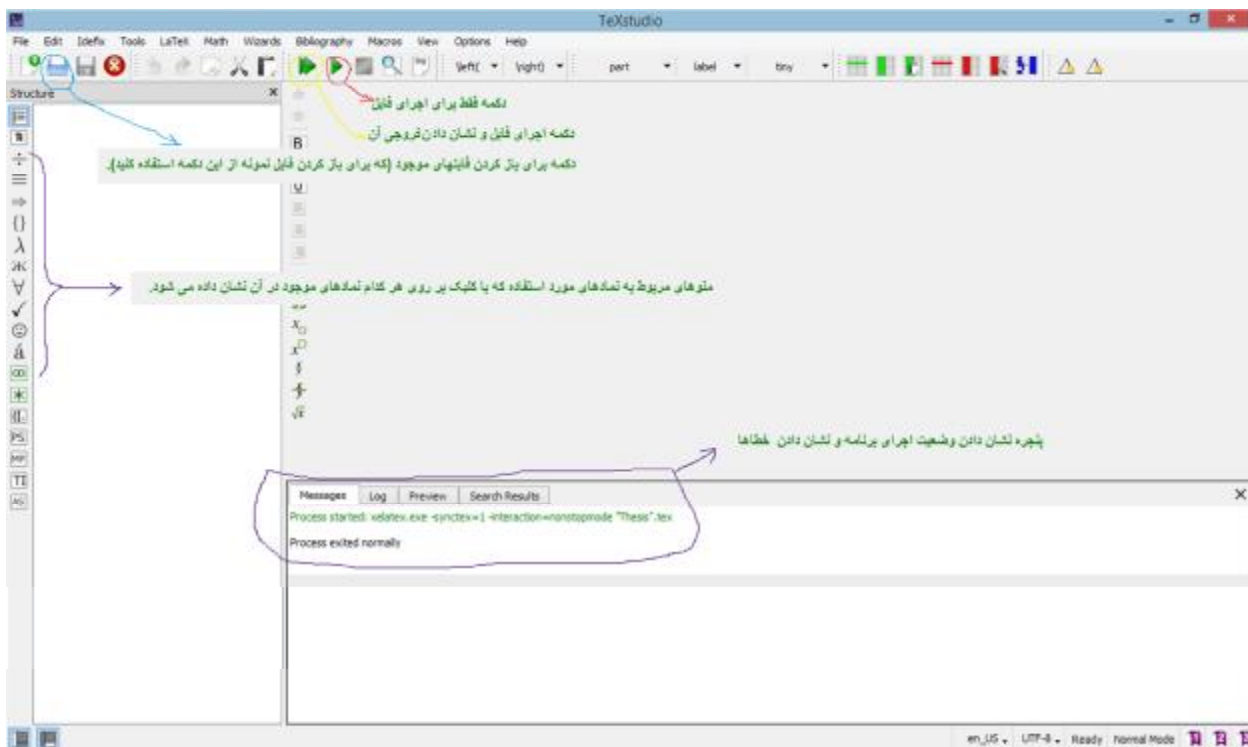 TeXstudio
File Edit Idefix Tools LaTeX Math Wizards Bibliography Macros View Options Help
\left( \right) part label tiny
Structure
دکمه فقط برای اجرای فایل
دکمه اجرای فایل و نشان دادن خروجی آن
دکمه برای باز کردن فایلهای موجود (که برای باز کردن فایل نمونه از این دکمه استفاده کنید).
B
U
منوهای مربوط به نمادهای مورد استفاده که با کلیک بر روی هر کدام نمادهای موجود در آن نشان داده می شود.
پنجره نشان دادن وضعیت اجرای برنامه و نشان دادن خطاها
PS
MP
TI
AS
Messages Log Preview Search Results
Process started: xelatex.exe -synctex=1 -interaction=nonstopmode "Thesis".tex
Process exited normally
en_US UTF-8 Ready Normal Mode